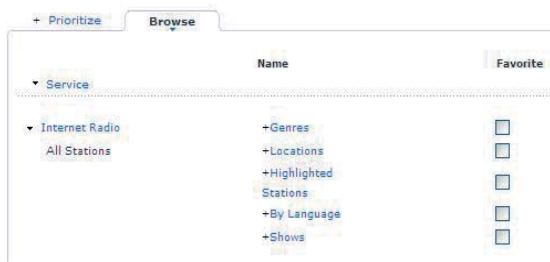 + Prioritize Browse
Name Favorite
Service
Internet Radio +Genres
All Stations +Locations
+Highlighted
Stations
+By Language
+Shows